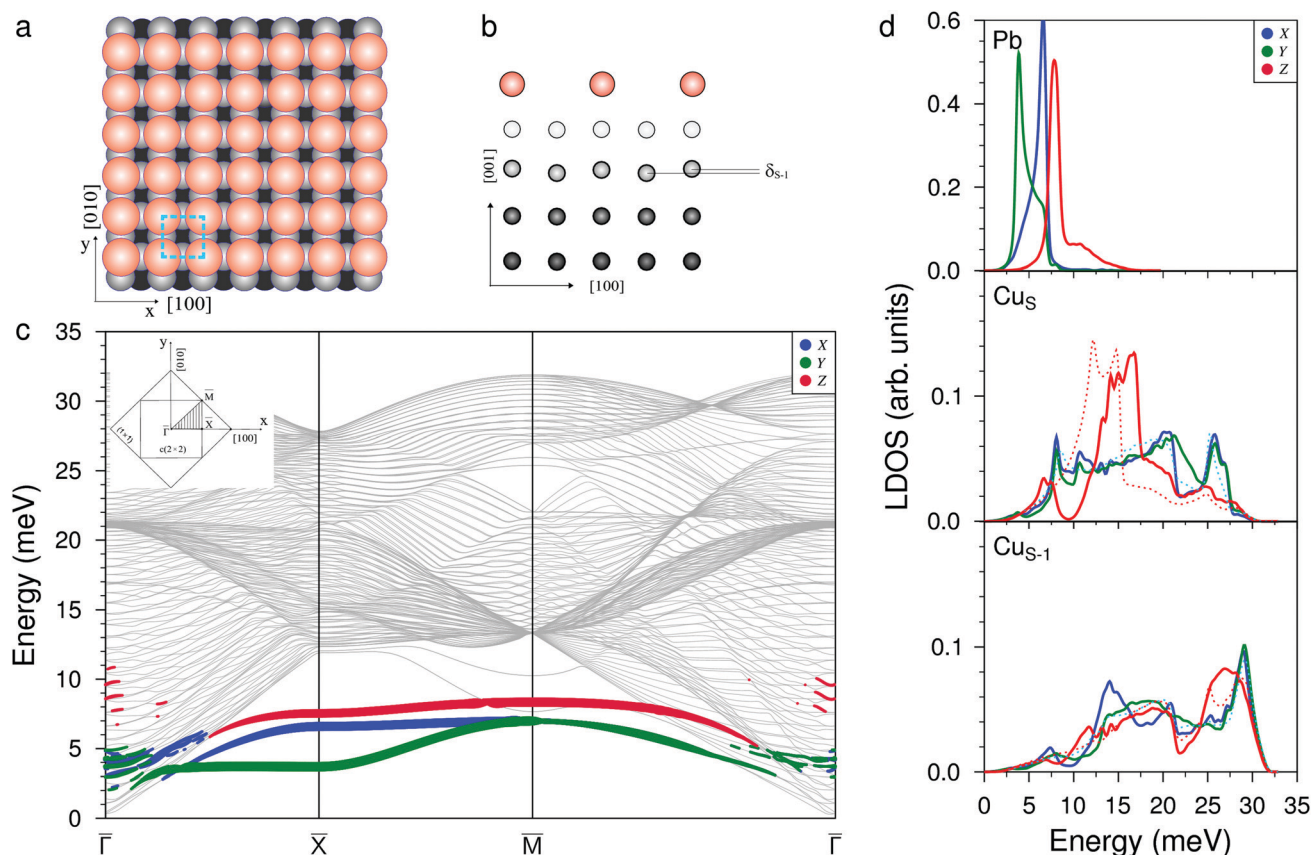 a
[010]
y
x
[100]
b
[001]
δS-1
[100]
c
35
30
25
20
15
10
5
0
Energy (meV)
y
[010]
M̅
Γ̅
X̅
x
[100]
(1×1)
c(2×2)
X
Y
Z
Γ̅
X̅
M̅
Γ̅
d
0.6
0.4
0.2
0.0
Pb
X
Y
Z
CuS
0.1
0.0
CuS-1
0.1
0.0
LDOS (arb. units)
0 5 10 15 20 25 30 35
Energy (meV)